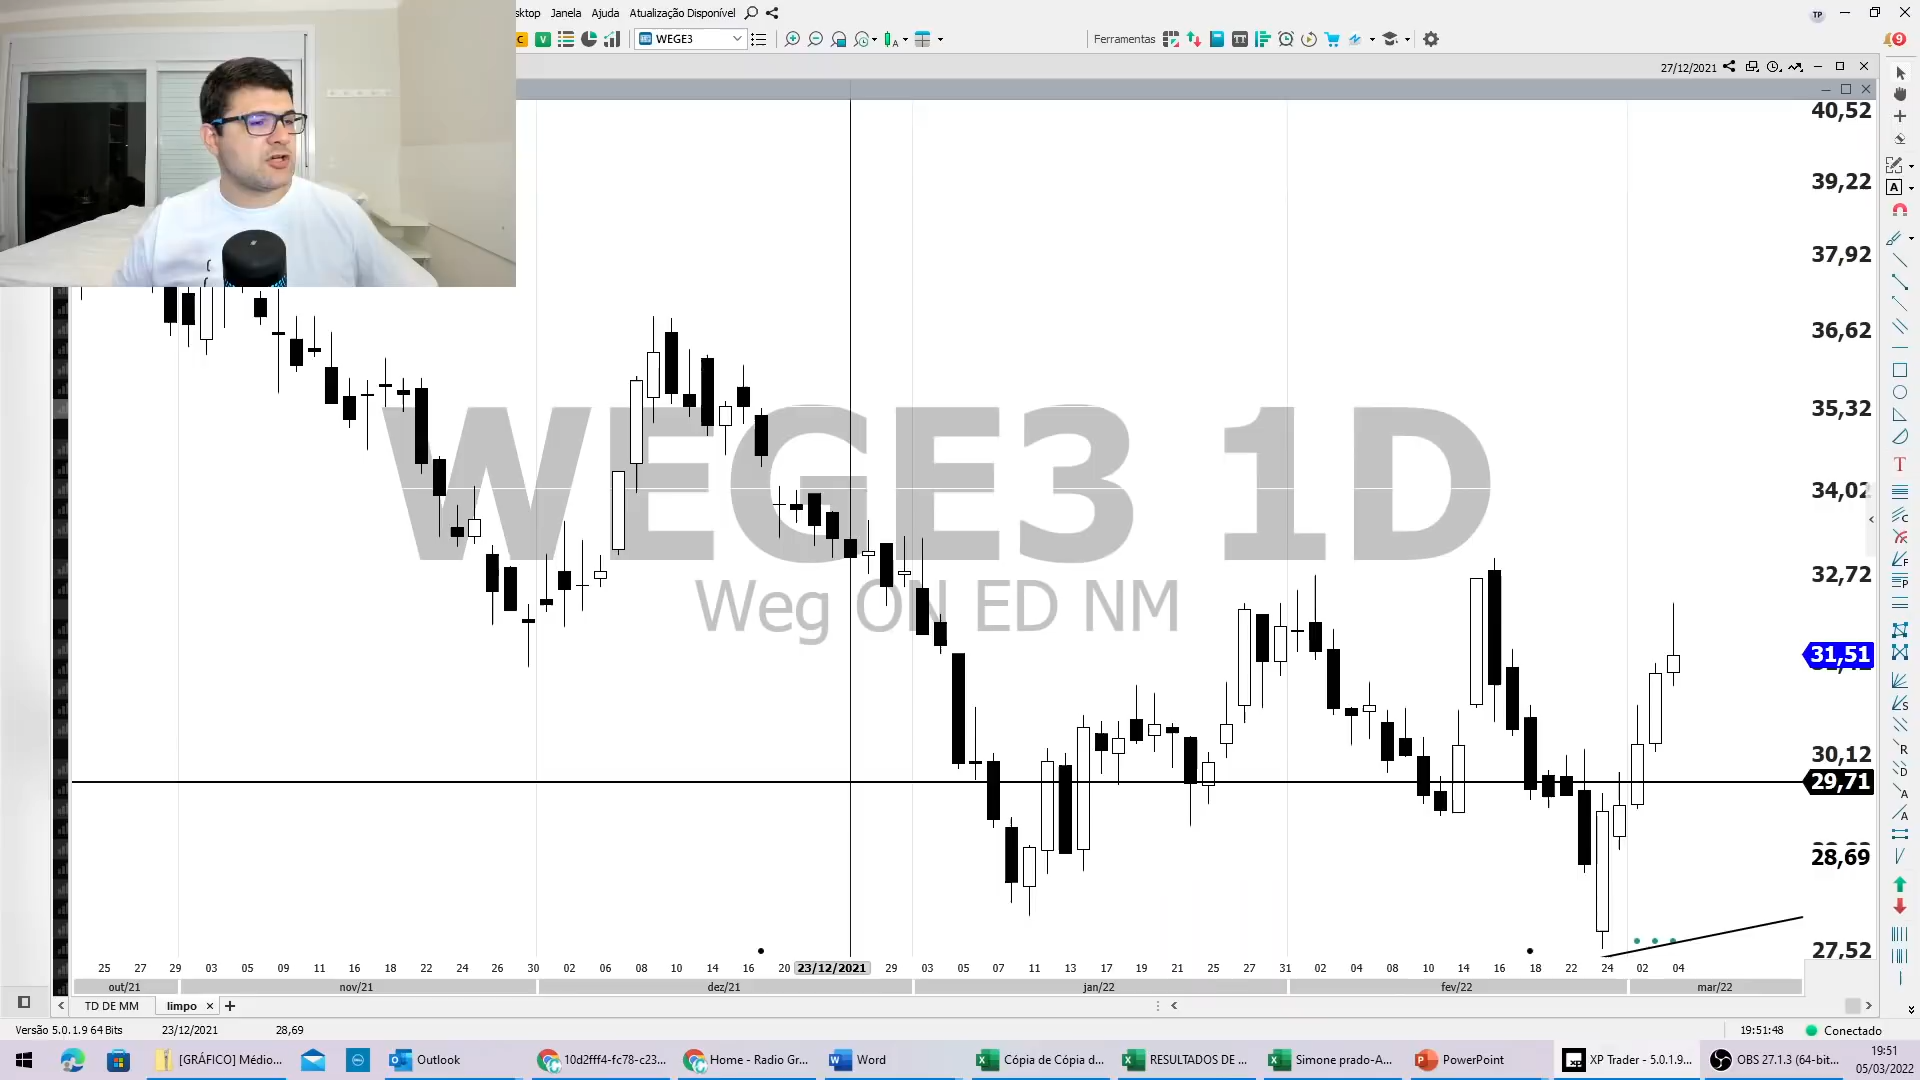 sktop Janela Ajuda Atualização Disponível
TP
C V WEGE3
Ferramentas
9
27/12/2021
40,52
39,22
37,92
36,62
35,32
34,02
32,72
31,51
30,12
29,71
28,69
27,52
WEGE3 1D
Weg ON ED NM
25 27 29 03 05 09 11 16 18 22 24 26 30 02 06 08 10 14 16 20 23/12/2021 29 03 05 07 11 13 17 19 21 25 27 31 02 04 08 10 14 16 18 22 24 02 04
out/21 nov/21 dez/21 jan/22 fev/22 mar/22
TD DE MM limpo
Versão 5.0.1.9 64 Bits 23/12/2021 28,69 19:51:48 Conectado
[GRÁFICO] Médio... Outlook 10d2fff4-fc78-c23... Home - Radio Gr... Word Cópia de Cópia d... RESULTADOS DE ... Simone prado-A... PowerPoint XP Trader - 5.0.1.9... OBS 27.1.3 (64-bit...
19:51
05/03/2022